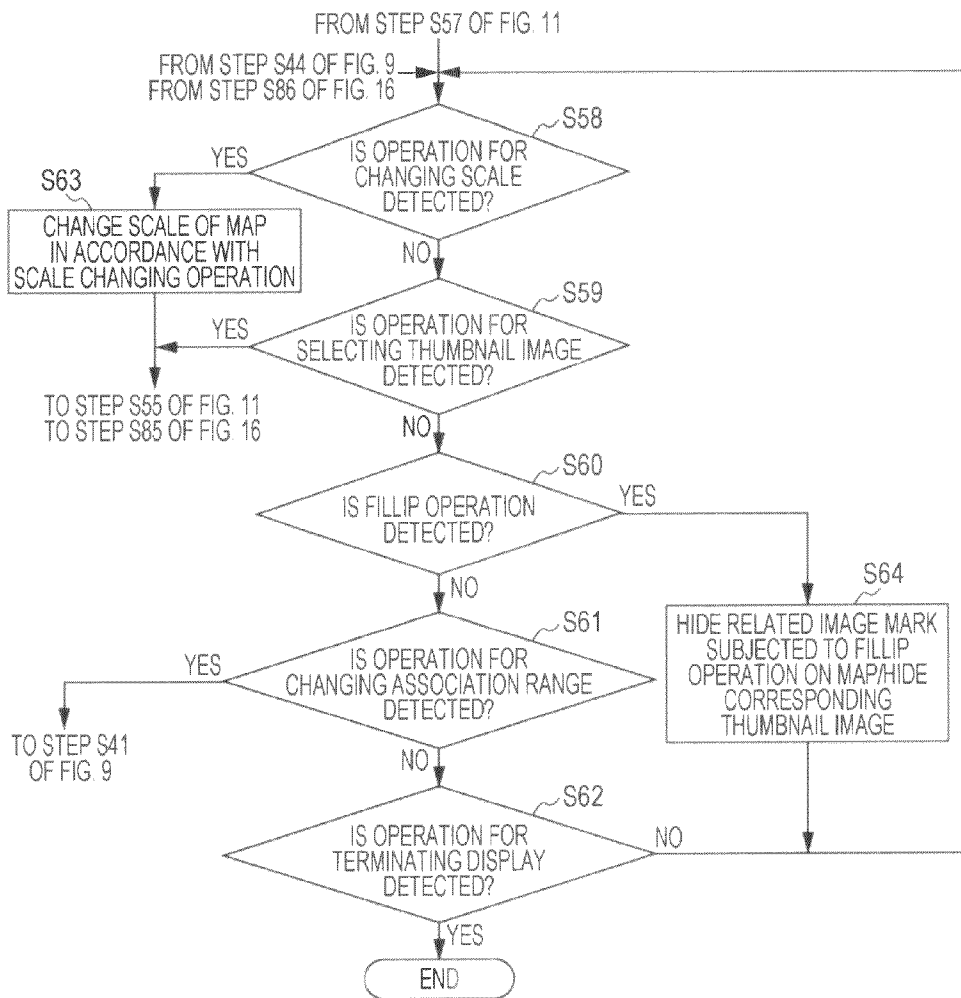 FROM STEP S57 OF FIG. 11
FROM STEP S44 OF FIG. 9
FROM STEP S86 OF FIG. 16
S58
IS OPERATION FOR
CHANGING SCALE
DETECTED?
YES
S63
CHANGE SCALE OF MAP
IN ACCORDANCE WITH
SCALE CHANGING OPERATION
NO
S59
IS OPERATION FOR
SELECTING THUMBNAIL IMAGE
DETECTED?
YES
TO STEP S55 OF FIG. 11
TO STEP S85 OF FIG. 16
NO
S60
IS FILLIP OPERATION
DETECTED?
YES
S64
HIDE RELATED IMAGE MARK
SUBJECTED TO FILLIP
OPERATION ON MAP/HIDE
CORRESPONDING
THUMBNAIL IMAGE
NO
S61
IS OPERATION FOR
CHANGING ASSOCIATION RANGE
DETECTED?
YES
TO STEP S41
OF FIG. 9
NO
S62
IS OPERATION FOR
TERMINATING DISPLAY
DETECTED?
NO
YES
END